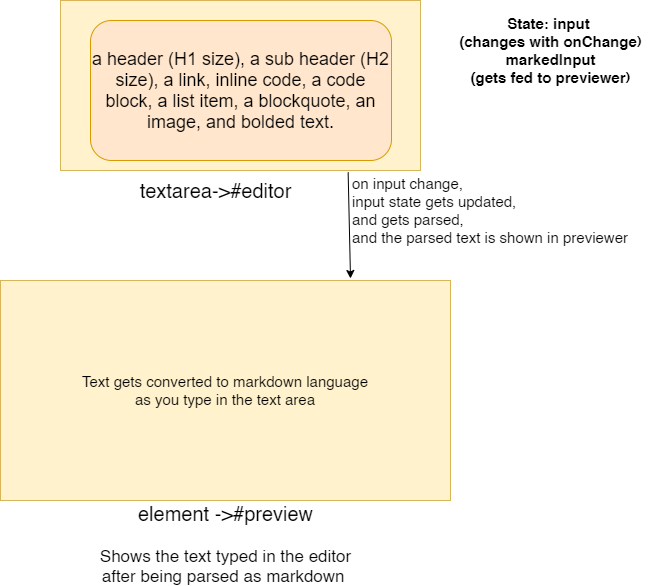 State: input
(changes with onChange)
markedInput
(gets fed to previewer)
a header (H1 size), a sub header (H2
size), a link, inline code, a code
block, a list item, a blockquote, an
image, and bolded text.
textarea->#editor
on input change,
input state gets updated,
and gets parsed,
and the parsed text is shown in previewer
Text gets converted to markdown language
as you type in the text area
element ->#preview
Shows the text typed in the editor
after being parsed as markdown